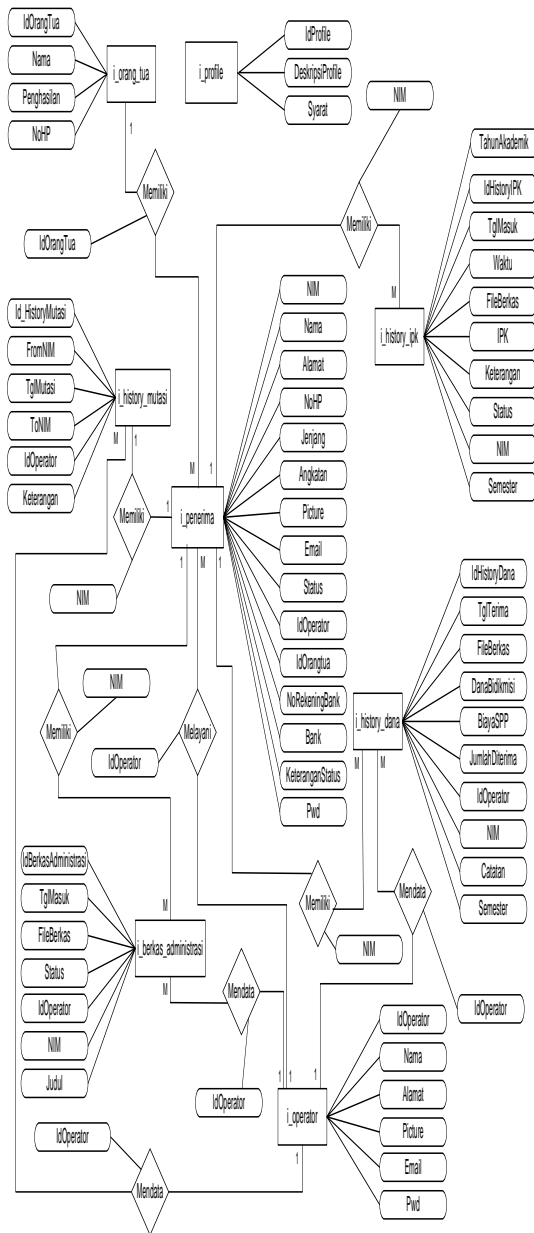 IdOrangTua
Nama
Penghasilan
NoHP
i_orang_tua
1
Memiliki
IdOrangTua
i_profile
IdProfile
DeskripsiProfile
Syarat
NIM
Memiliki
M
i_history_ipk
TahunAkademik
IdHistoryIPK
TglMasuk
Waktu
FileBerkas
IPK
Keterangan
Status
NIM
Semester
Id_HistoryMutasi
FromNIM
TglMutasi
ToNIM
IdOperator
Keterangan
i_history_mutasi
M
1
Memiliki
1
NIM
M
1
i_penerima
1
M
1
NIM
Nama
Alamat
NoHP
Jenjang
Angkatan
Picture
Email
Status
IdOperator
IdOrangtua
NoRekeningBank
Bank
KeteranganStatus
Pwd
NIM
Memiliki
IdOperator
Melayani
i_history_dana
M
M
IdHistoryDana
TglTerima
FileBerkas
DanaBidikmisi
BiayaSPP
JumlahDiterima
IdOperator
NIM
Catatan
Semester
Memiliki
NIM
Mendata
IdOperator
IdBerkasAdministrasi
TglMasuk
FileBerkas
Status
IdOperator
NIM
Judul
M
i_berkas_administrasi
M
Mendata
IdOperator
1
1
1
i_operator
1
IdOperator
Nama
Alamat
Picture
Email
Pwd
IdOperator
Mendata